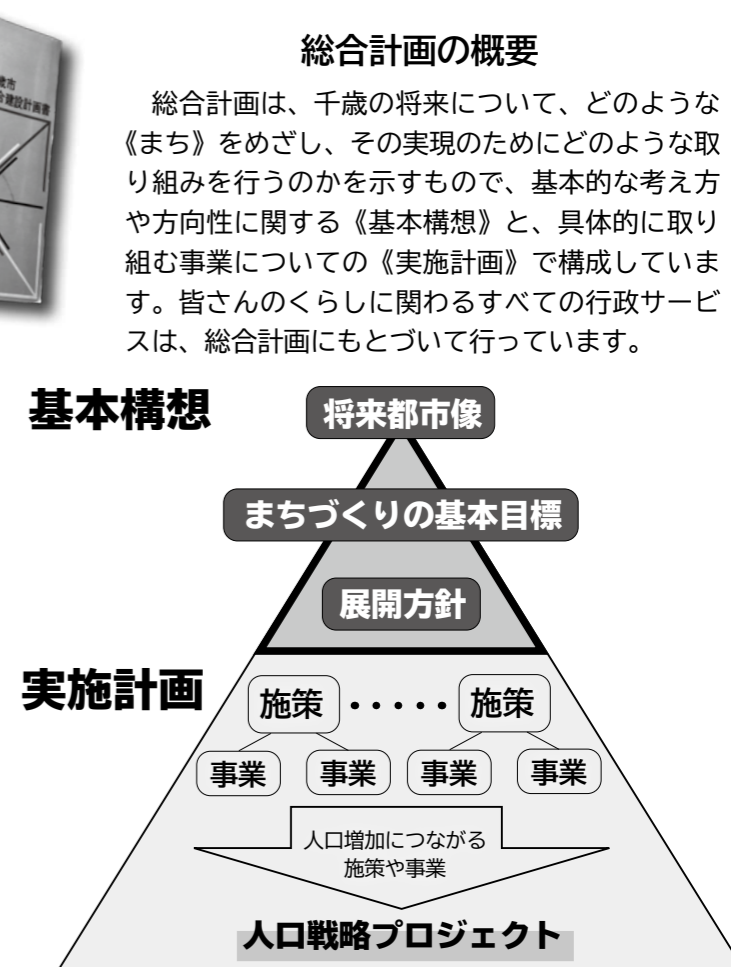 総合計画の概要
総合計画は、千歳の将来について、どのような
《まち》をめざし、その実現のためにどのような取
り組みを行うのかを示すもので、基本的な考え方
や方向性に関する《基本構想》と、具体的に取り
組む事業についての《実施計画》で構成していま
す。皆さんのくらしに関わるすべての行政サービ
スは、総合計画にもとづいて行っています。
基本構想
将来都市像
まちづくりの基本目標
展開方針
実施計画
施策・・・・・施策
事業 事業 事業 事業
人口増加につながる
施策や事業
人口戦略プロジェクト